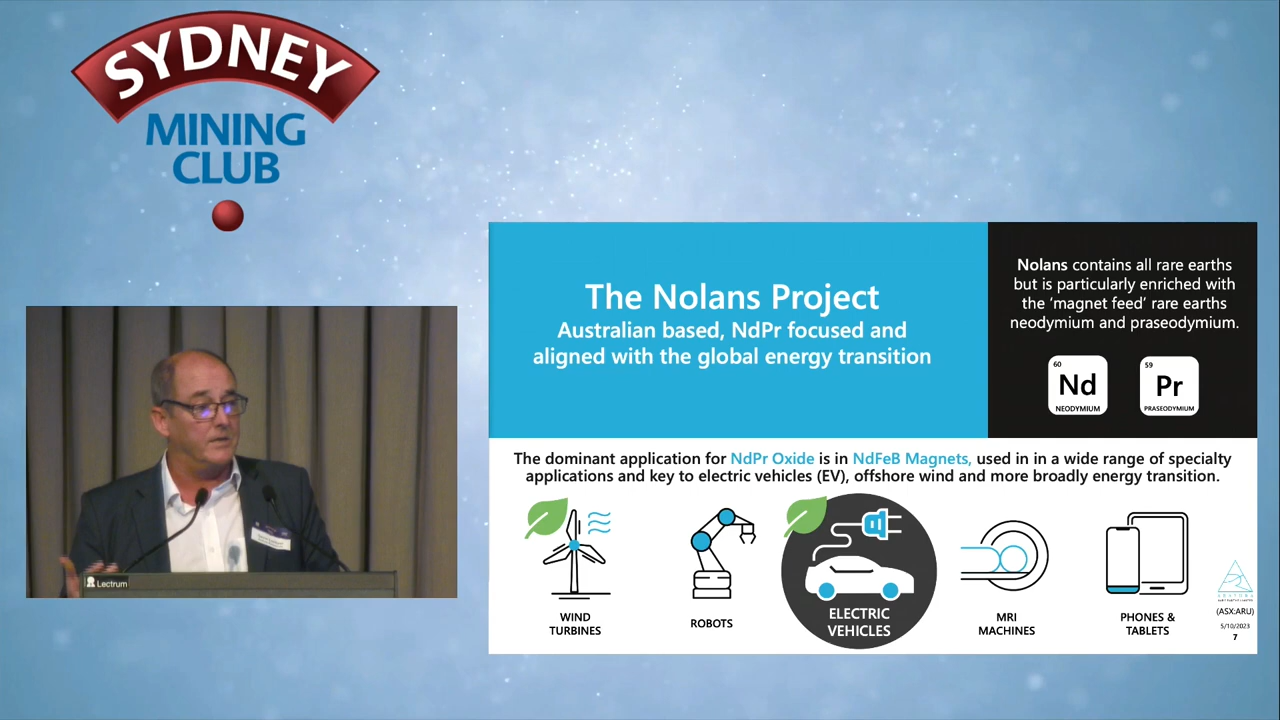 SYDNEY
MINING
CLUB
Lectrum
The Nolans Project
Australian based, NdPr focused and
aligned with the global energy transition
Nolans contains all rare earths
but is particularly enriched with
the ‘magnet feed’ rare earths
neodymium and praseodymium.
60
Nd
NEODYMIUM
59
Pr
PRASEODYMIUM
The dominant application for NdPr Oxide is in NdFeB Magnets, used in in a wide range of specialty
applications and key to electric vehicles (EV), offshore wind and more broadly energy transition.
WIND
TURBINES
ROBOTS
ELECTRIC
VEHICLES
MRI
MACHINES
PHONES &
TABLETS
(ASX:ARU)
5/10/2023
7